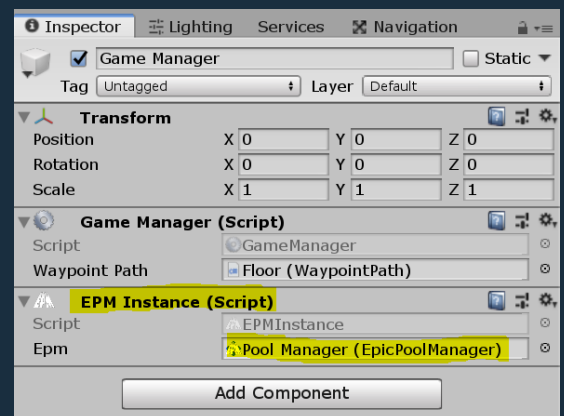 Inspector Lighting Services Navigation
Game Manager Static
Tag Untagged Layer Default
Transform
Position X 0 Y 0 Z 0
Rotation X 0 Y 0 Z 0
Scale X 1 Y 1 Z 1
Game Manager (Script)
Script GameManager
Waypoint Path Floor (WaypointPath)
EPM Instance (Script)
Script EPMInstance
Epm Pool Manager (EpicPoolManager)
Add Component